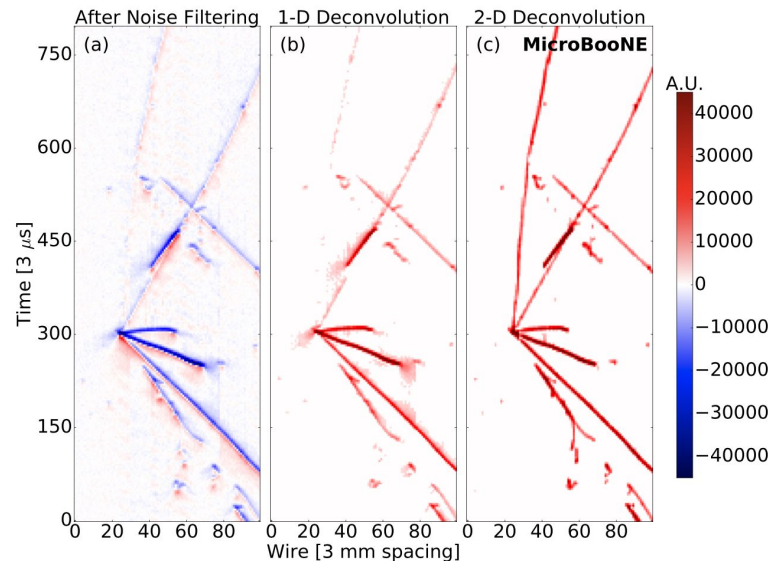 After Noise Filtering 1-D Deconvolution 2-D Deconvolution
(a) (b) (c) MicroBooNE
A.U.
750
600
450
300
150
0
Time [3 μs]
40000
30000
20000
10000
0
−10000
−20000
−30000
−40000
0 20 40 60 80 0 20 40 60 80 0 20 40 60 80
Wire [3 mm spacing]